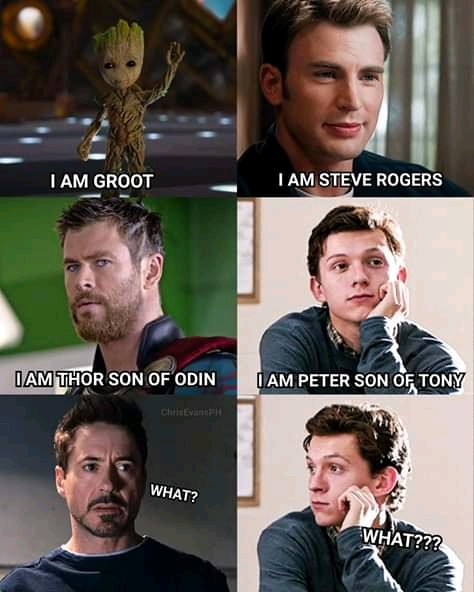 I AM GROOT
I AM STEVE ROGERS
I AM THOR SON OF ODIN
I AM PETER SON OF TONY
ChrisEvansPH
WHAT?
WHAT???